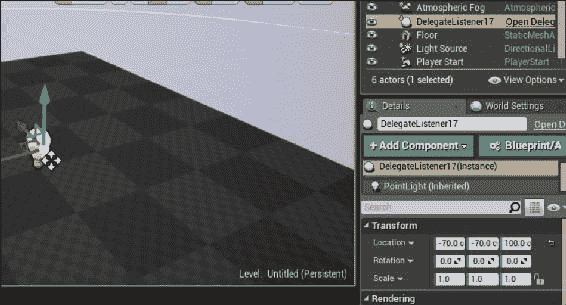 Atmospheric Fog Atmospheric
DelegateListener17 Open Deleg
Floor StaticMeshA
Light Source DirectionalLi
Player Start PlayerStart
6 actors (1 selected) View Options
Details World Settings
DelegateListener17 Open D
+ Add Component Blueprint/A
DelegateListener17(Instance)
PointLight (Inherited)
Search
Transform
Location -70.0 c -70.0 c 100.0 c
Rotation 0.0 0.0 0.0
Scale 1.0 1.0 1.0
Level: Untitled (Persistent)
Rendering